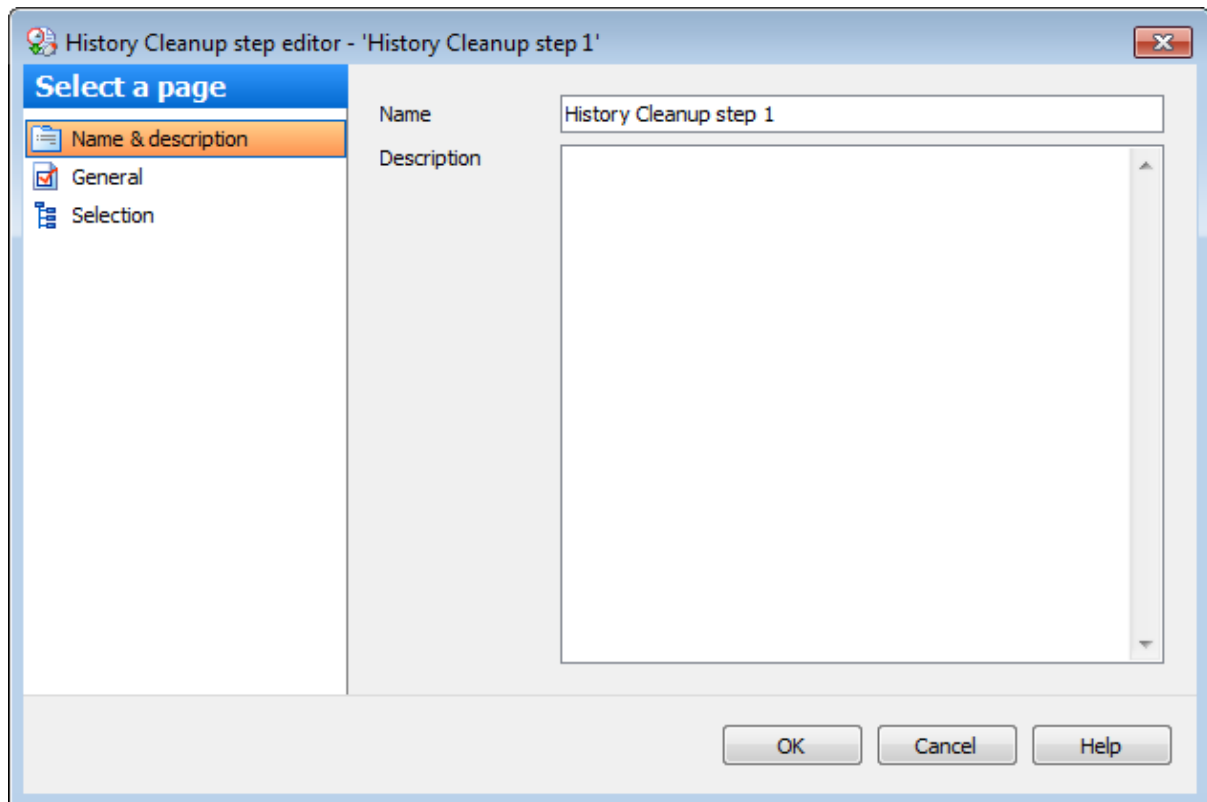 History Cleanup step editor - 'History Cleanup step 1'
Select a page
Name & description
General
Selection
Name
History Cleanup step 1
Description
OK
Cancel
Help